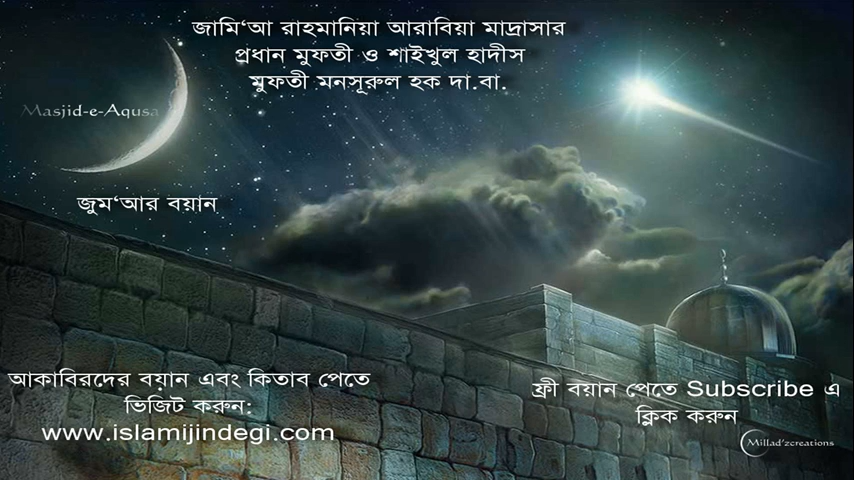 জামি‘আ রাহমানিয়া আরাবিয়া মাদ্রাসার
প্রধান মুফতী ও শাইখুল হাদীস
মুফতী মনসূরুল হক দা.বা.
Masjid-e-Aqusa
জুম‘আর বয়ান
আকাবিরদের বয়ান এবং কিতাব পেতে
ভিজিট করুন:
www.islamijindegi.com
ফ্রী বয়ান পেতে Subscribe এ
ক্লিক করুন
Millad'zcreations